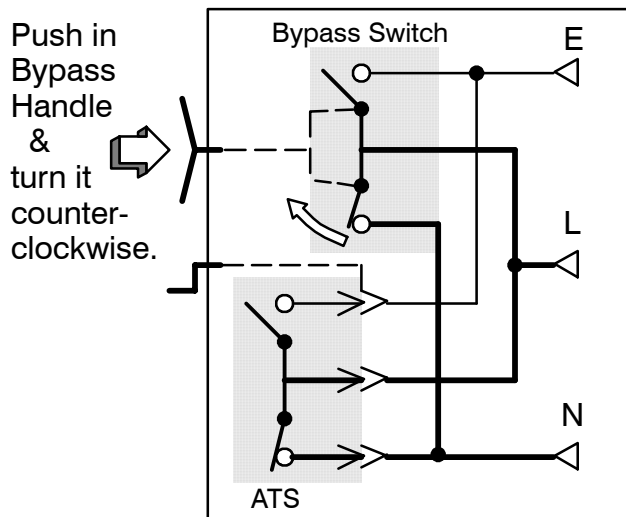 Push in
Bypass
Handle
&
turn it
counter-
clockwise.
Bypass Switch
E
L
N
ATS